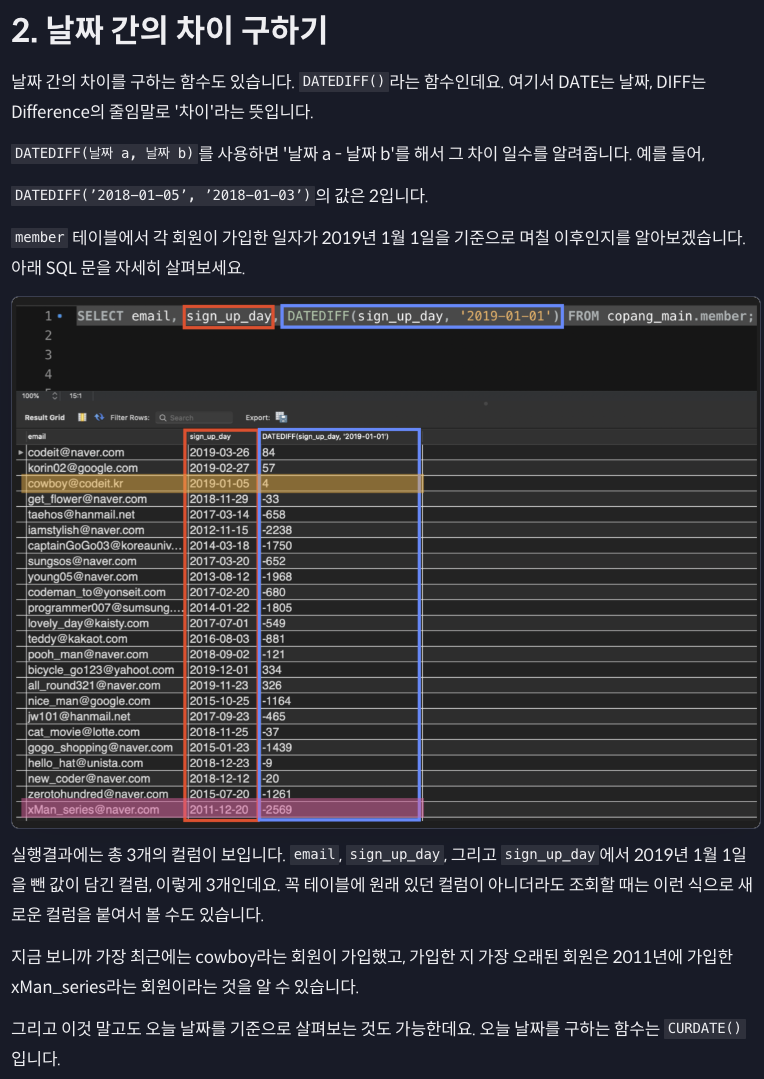 2. 날짜 간의 차이 구하기
날짜 간의 차이를 구하는 함수도 있습니다. DATEDIFF()라는 함수인데요. 여기서 DATE는 날짜, DIFF는
Difference의 줄임말로 '차이'라는 뜻입니다.
DATEDIFF(날짜 a, 날짜 b)를 사용하면 '날짜 a - 날짜 b'를 해서 그 차이 일수를 알려줍니다. 예를 들어,
DATEDIFF(’2018-01-05’, ’2018-01-03’)의 값은 2입니다.
member 테이블에서 각 회원이 가입한 일자가 2019년 1월 1일을 기준으로 며칠 이후인지를 알아보겠습니다.
아래 SQL 문을 자세히 살펴보세요.
1 SELECT email, sign_up_day, DATEDIFF(sign_up_day, '2019-01-01') FROM copang_main.member;
2
3
4
100% 15:1
Result Grid Filter Rows: Search Export:
email sign_up_day DATEDIFF(sign_up_day, '2019-01-01')
codeit@naver.com 2019-03-26 84
korin02@google.com 2019-02-27 57
cowboy@codeit.kr 2019-01-05 4
get_flower@naver.com 2018-11-29 -33
taehos@hanmail.net 2017-03-14 -658
iamstylish@naver.com 2012-11-15 -2238
captainGoGo03@koreauniv... 2014-03-18 -1750
sungsos@naver.com 2017-03-20 -652
young05@naver.com 2013-08-12 -1968
codeman_to@yonseit.com 2017-02-20 -680
programmer007@sumsung.... 2014-01-22 -1805
lovely_day@kaisty.com 2017-07-01 -549
teddy@kakaot.com 2016-08-03 -881
pooh_man@naver.com 2018-09-02 -121
bicycle_go123@yahoot.com 2019-12-01 334
all_round321@naver.com 2019-11-23 326
nice_man@google.com 2015-10-25 -1164
jw101@hanmail.net 2017-09-23 -465
cat_movie@lotte.com 2018-11-25 -37
gogo_shopping@naver.com 2015-01-23 -1439
hello_hat@unista.com 2018-12-23 -9
new_coder@naver.com 2018-12-12 -20
zerotohundred@naver.com 2015-07-20 -1261
xMan_series@naver.com 2011-12-20 -2569
실행결과에는 총 3개의 컬럼이 보입니다. email, sign_up_day, 그리고 sign_up_day에서 2019년 1월 1일
을 뺀 값이 담긴 컬럼, 이렇게 3개인데요. 꼭 테이블에 원래 있던 컬럼이 아니더라도 조회할 때는 이런 식으로 새
로운 컬럼을 붙여서 볼 수도 있습니다.
지금 보니까 가장 최근에는 cowboy라는 회원이 가입했고, 가입한 지 가장 오래된 회원은 2011년에 가입한
xMan_series라는 회원이라는 것을 알 수 있습니다.
그리고 이것 말고도 오늘 날짜를 기준으로 살펴보는 것도 가능한데요. 오늘 날짜를 구하는 함수는 CURDATE()
입니다.